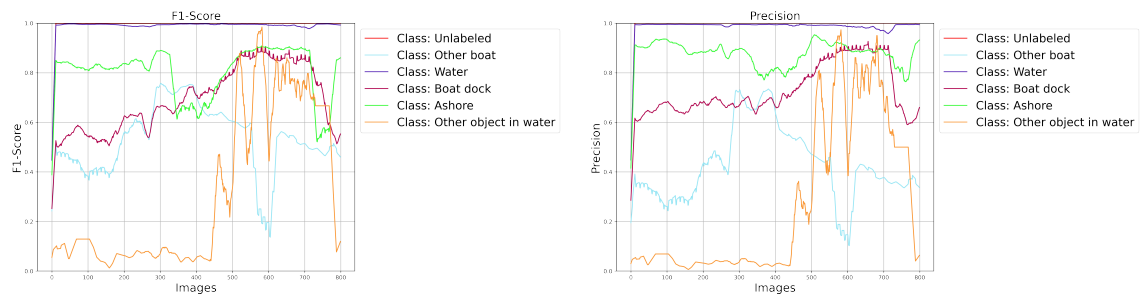 F1-Score
1.0
0.8
0.6
0.4
0.2
0.0
F1-Score
0 100 200 300 400 500 600 700 800
Images
Class: Unlabeled
Class: Other boat
Class: Water
Class: Boat dock
Class: Ashore
Class: Other object in water
Precision
1.0
0.8
0.6
0.4
0.2
0.0
Precision
0 100 200 300 400 500 600 700 800
Images
Class: Unlabeled
Class: Other boat
Class: Water
Class: Boat dock
Class: Ashore
Class: Other object in water